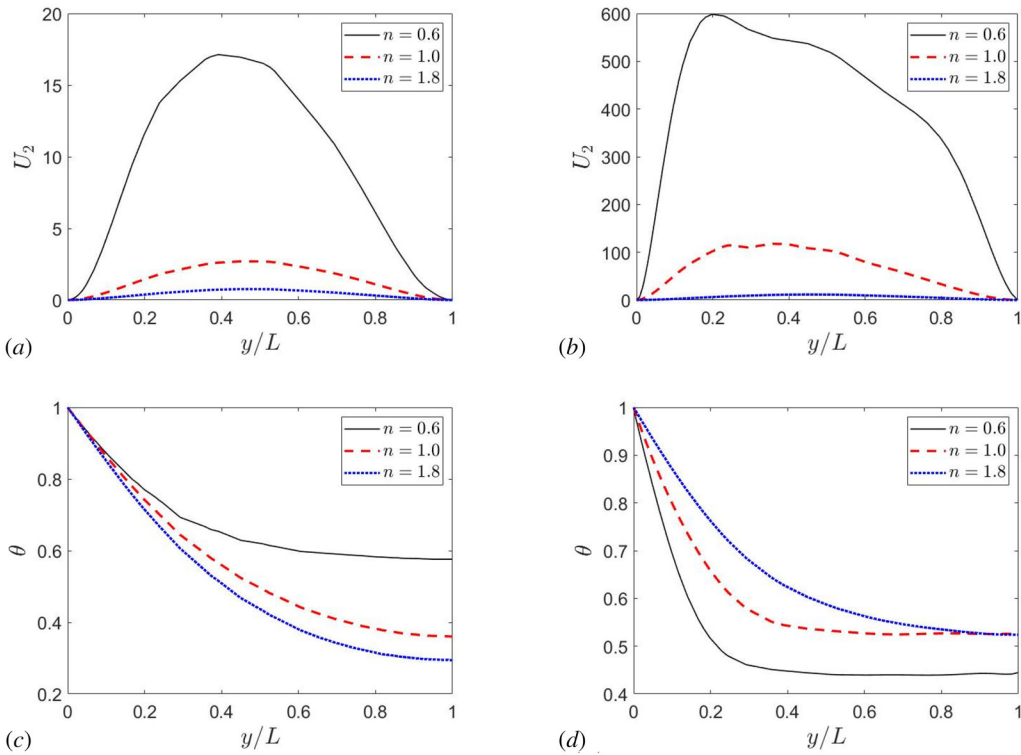 20
15
10
5
0
U₂
n = 0.6
n = 1.0
n = 1.8
0 0.2 0.4 0.6 0.8 1
y/L
(a)
600
500
400
300
200
100
0
U₂
n = 0.6
n = 1.0
n = 1.8
0 0.2 0.4 0.6 0.8 1
y/L
(b)
1
0.8
0.6
0.4
0.2
θ
n = 0.6
n = 1.0
n = 1.8
0 0.2 0.4 0.6 0.8 1
y/L
(c)
1
0.9
0.8
0.7
0.6
0.5
0.4
θ
n = 0.6
n = 1.0
n = 1.8
0 0.2 0.4 0.6 0.8 1
y/L
(d)